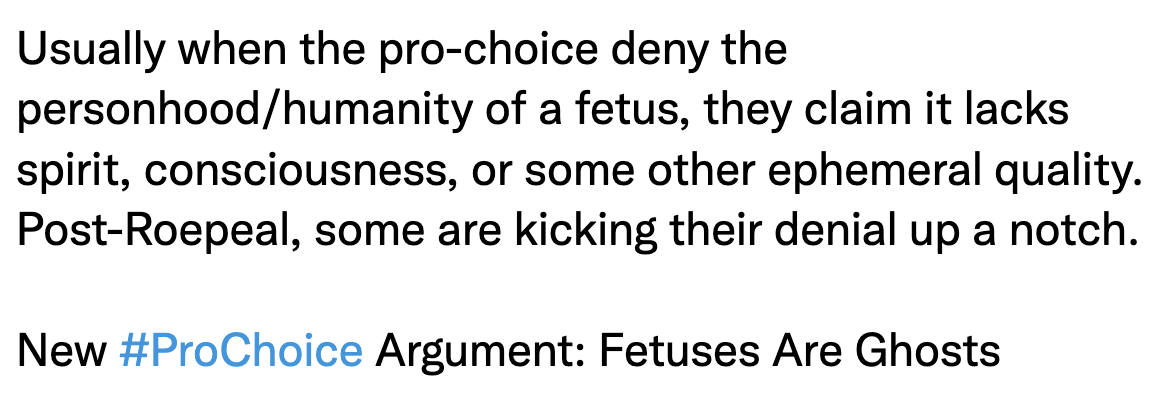 Usually when the pro-choice deny the
personhood/humanity of a fetus, they claim it lacks
spirit, consciousness, or some other ephemeral quality.
Post-Roepeal, some are kicking their denial up a notch.
New #ProChoice Argument: Fetuses Are Ghosts